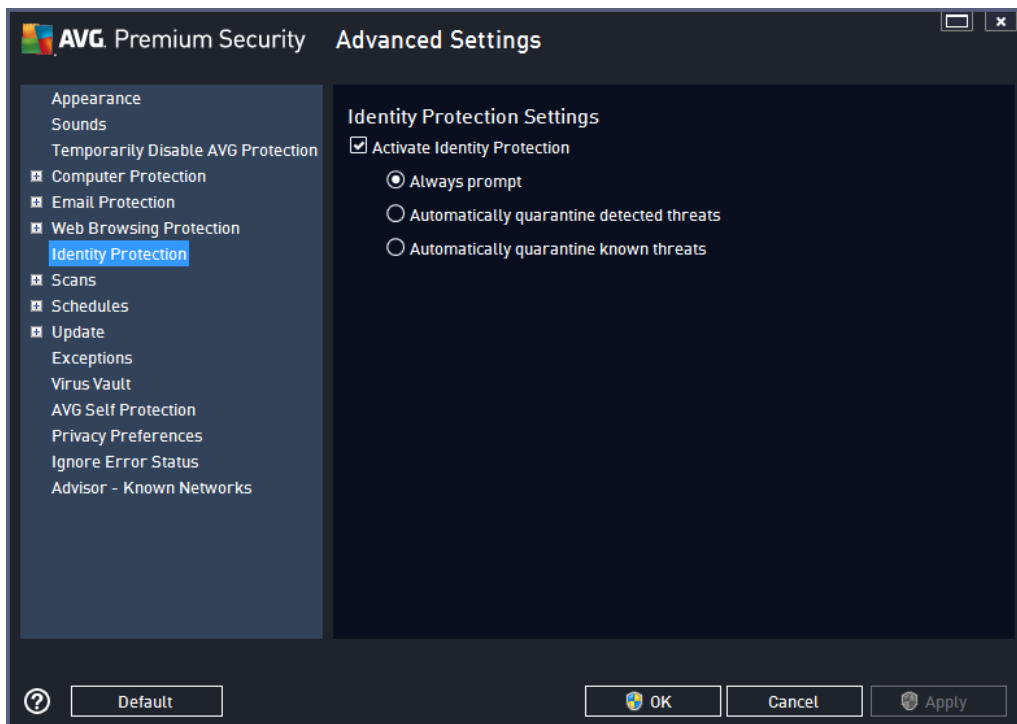 AVG. Premium Security
Advanced Settings
Appearance
Sounds
Temporarily Disable AVG Protection
Computer Protection
Email Protection
Web Browsing Protection
Identity Protection
Scans
Schedules
Update
Exceptions
Virus Vault
AVG Self Protection
Privacy Preferences
Ignore Error Status
Advisor - Known Networks
Identity Protection Settings
Activate Identity Protection
Always prompt
Automatically quarantine detected threats
Automatically quarantine known threats
?
Default
OK
Cancel
Apply